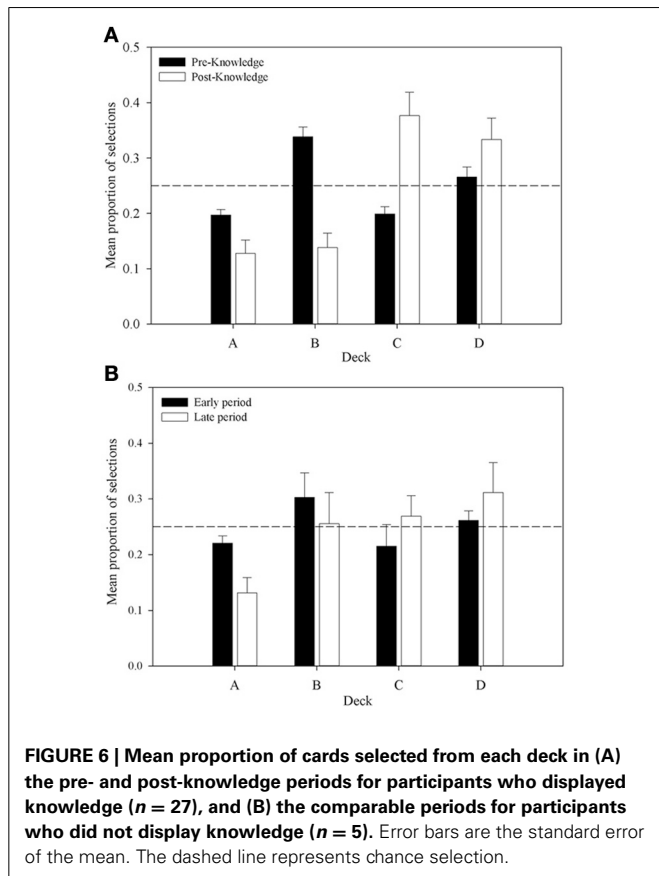 A
0.5
Pre-Knowledge
Post-Knowledge
0.4
0.3
0.2
0.1
0.0
Mean proportion of selections
A B C D
Deck
B
0.5
Early period
Late period
0.4
0.3
0.2
0.1
0.0
Mean proportion of selections
A B C D
Deck
FIGURE 6 | Mean proportion of cards selected from each deck in (A)
the pre- and post-knowledge periods for participants who displayed
knowledge (n = 27), and (B) the comparable periods for participants
who did not display knowledge (n = 5). Error bars are the standard error
of the mean. The dashed line represents chance selection.